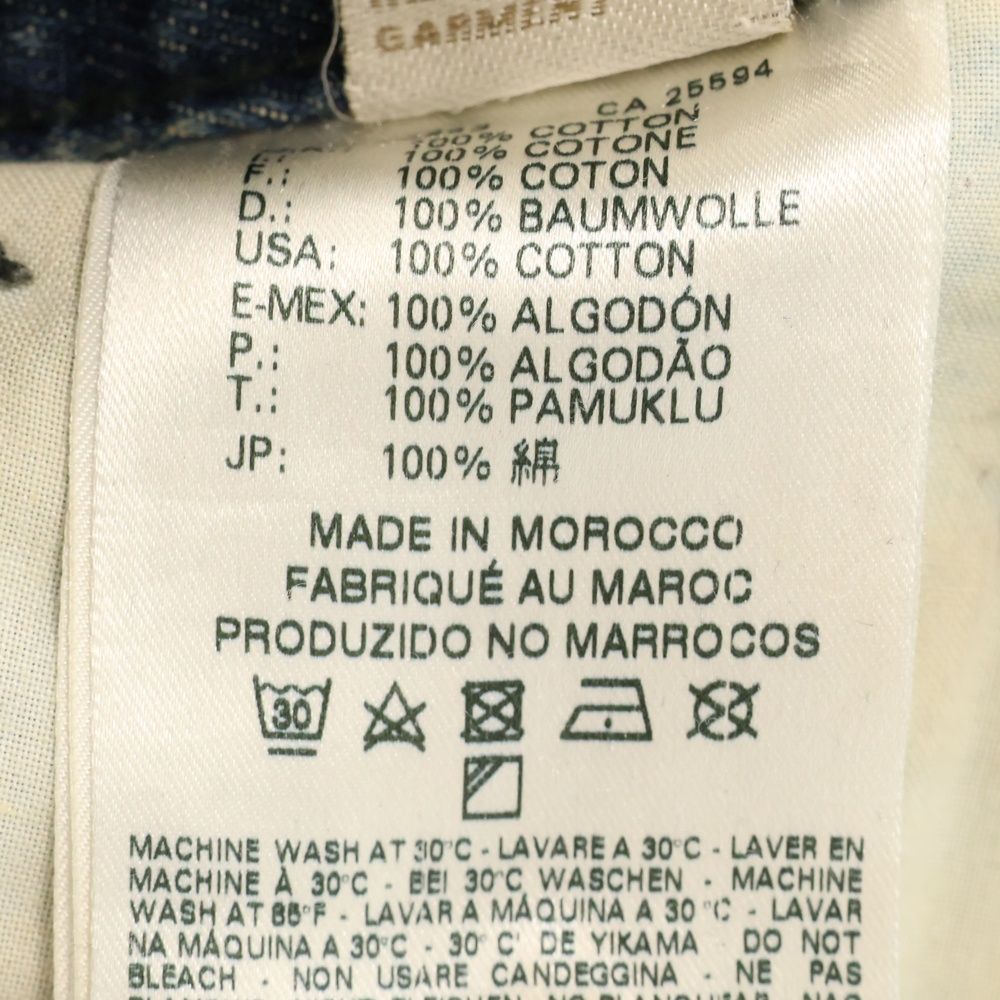 GARMENT
CA 25594
100% COTTON
100% COTONE
F.: 100% COTON
D.: 100% BAUMWOLLE
USA: 100% COTTON
E-MEX: 100% ALGODÓN
P.: 100% ALGODÃO
T.: 100% PAMUKLU
JP: 100% 綿
MADE IN MOROCCO
FABRIQUÉ AU MAROC
PRODUZIDO NO MARROCOS
30
MACHINE WASH AT 30°C - LAVARE A 30°C - LAVER EN
MACHINE À 30°C - BEI 30°C WASCHEN - MACHINE
WASH AT 86°F - LAVAR A MÁQUINA A 30°C - LAVAR
NA MÁQUINA A 30°C - 30°C' DE YIKAMA - DO NOT
BLEACH - NON USARE CANDEGGINA - NE PAS